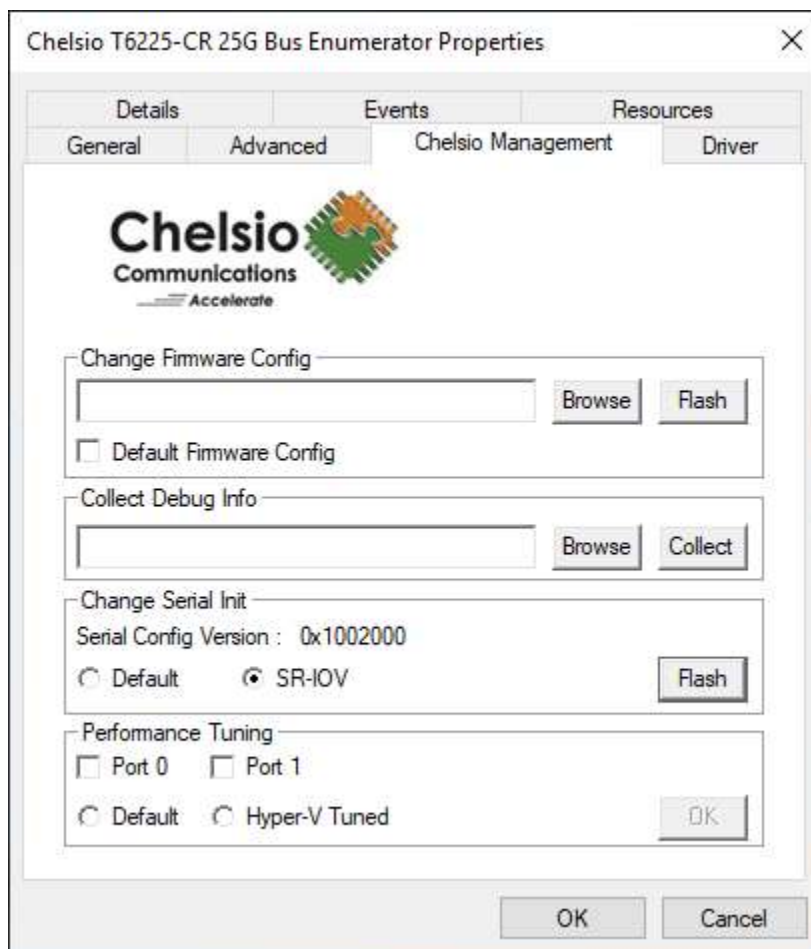 Chelsio T6225-CR 25G Bus Enumerator Properties
Details Events Resources
General Advanced Chelsio Management Driver
Chelsio
Communications
Accelerate
Change Firmware Config
Browse Flash
Default Firmware Config
Collect Debug Info
Browse Collect
Change Serial Init
Serial Config Version : 0x1002000
Default SR-IOV Flash
Performance Tuning
Port 0 Port 1
Default Hyper-V Tuned OK
OK Cancel